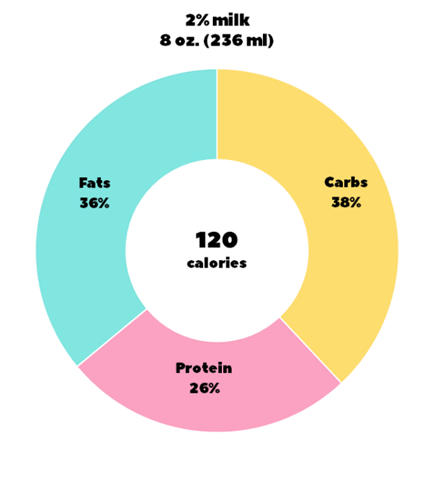 2% milk
8 oz. (236 ml)
Fats
36%
Carbs
38%
120
calories
Protein
26%